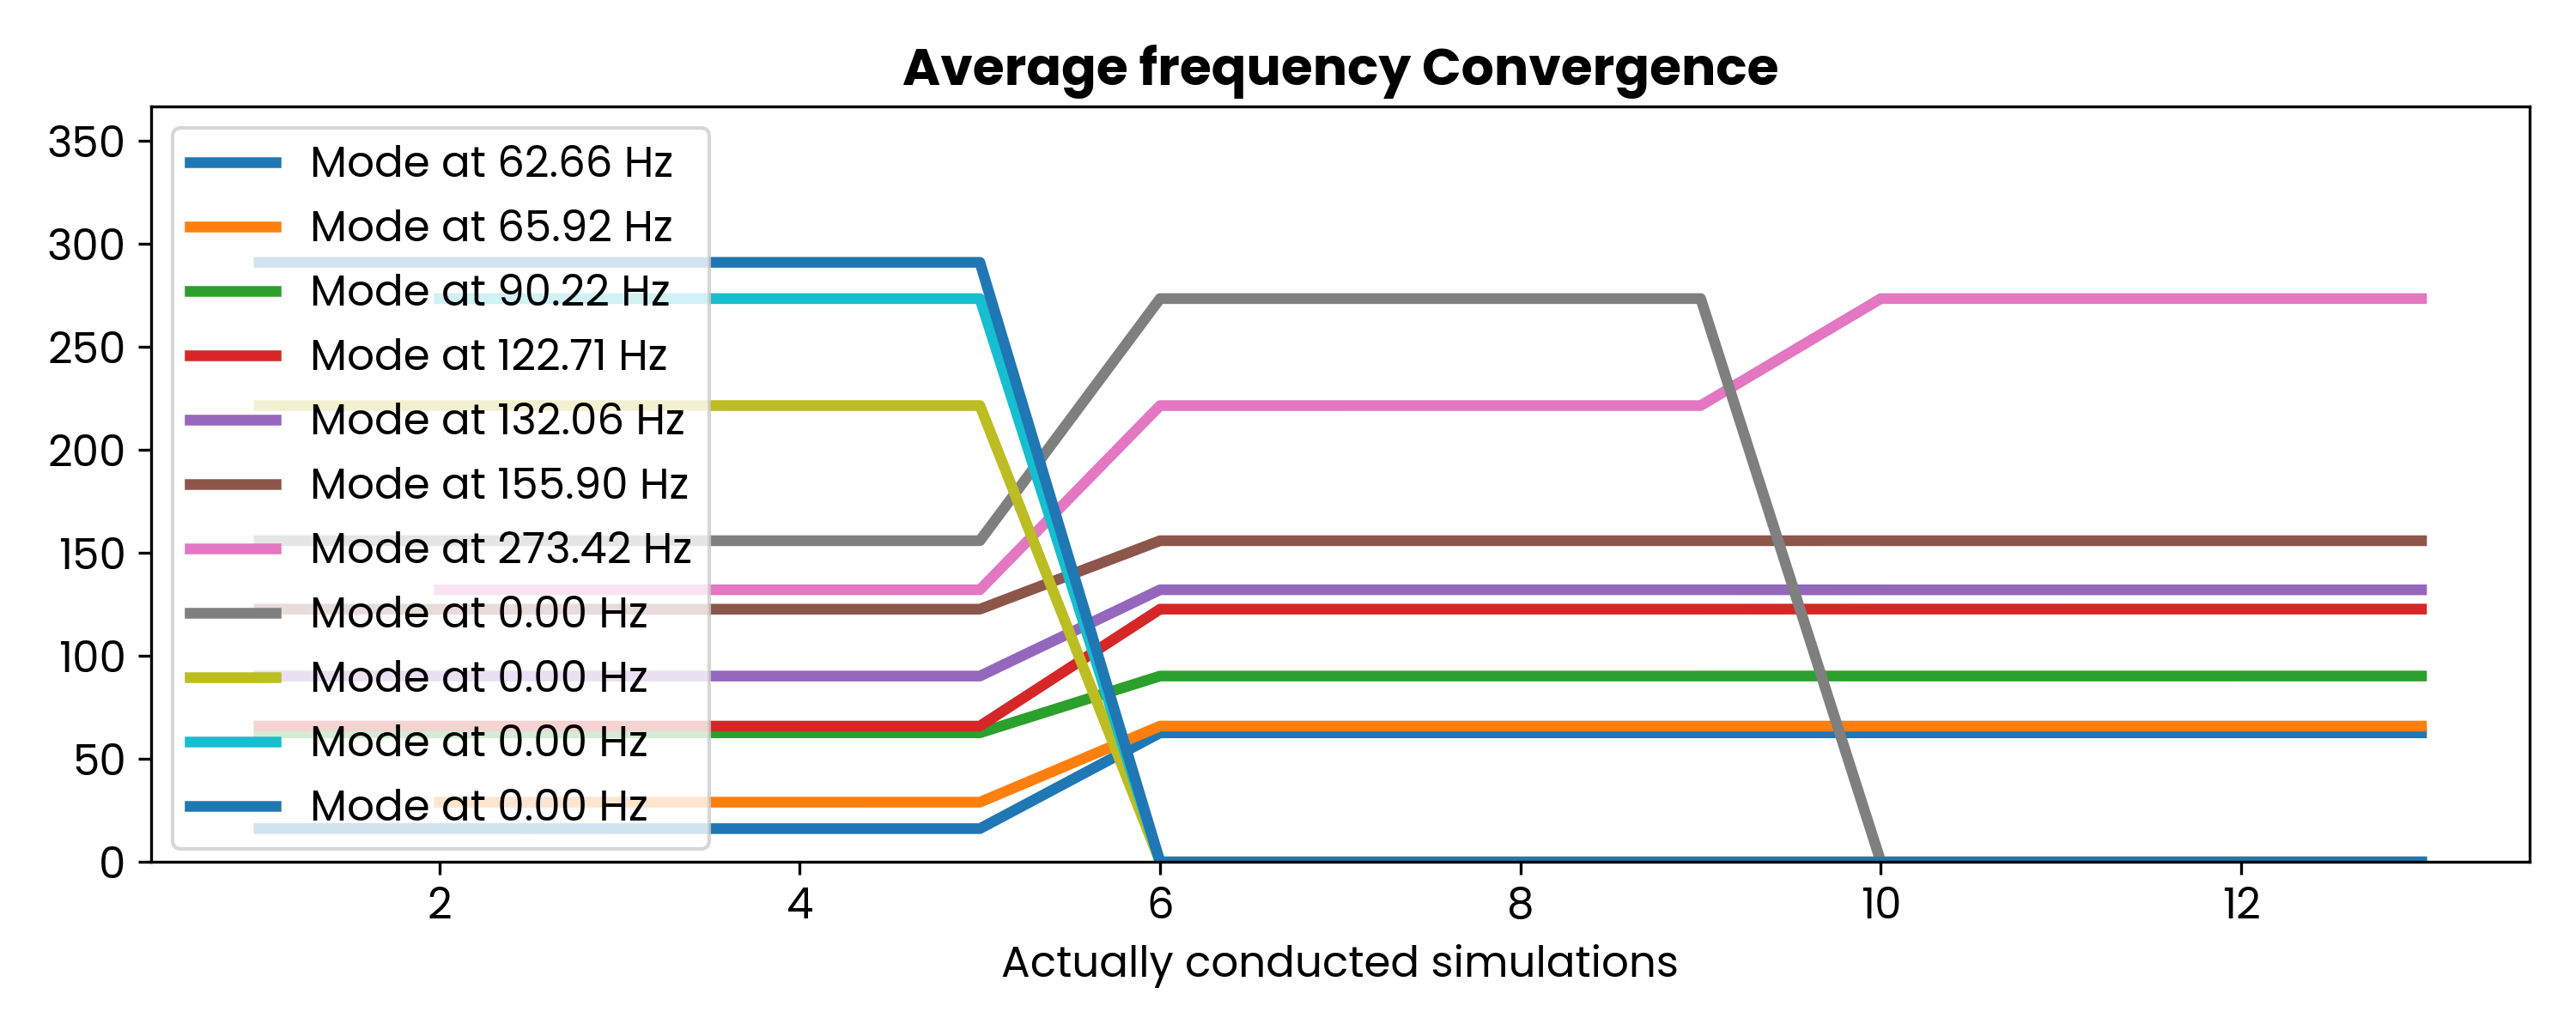 Average frequency Convergence
350
300
250
200
150
100
50
0
Mode at 62.66 Hz
Mode at 65.92 Hz
Mode at 90.22 Hz
Mode at 122.71 Hz
Mode at 132.06 Hz
Mode at 155.90 Hz
Mode at 273.42 Hz
Mode at 0.00 Hz
Mode at 0.00 Hz
Mode at 0.00 Hz
Mode at 0.00 Hz
2 4 6 8 10 12
Actually conducted simulations